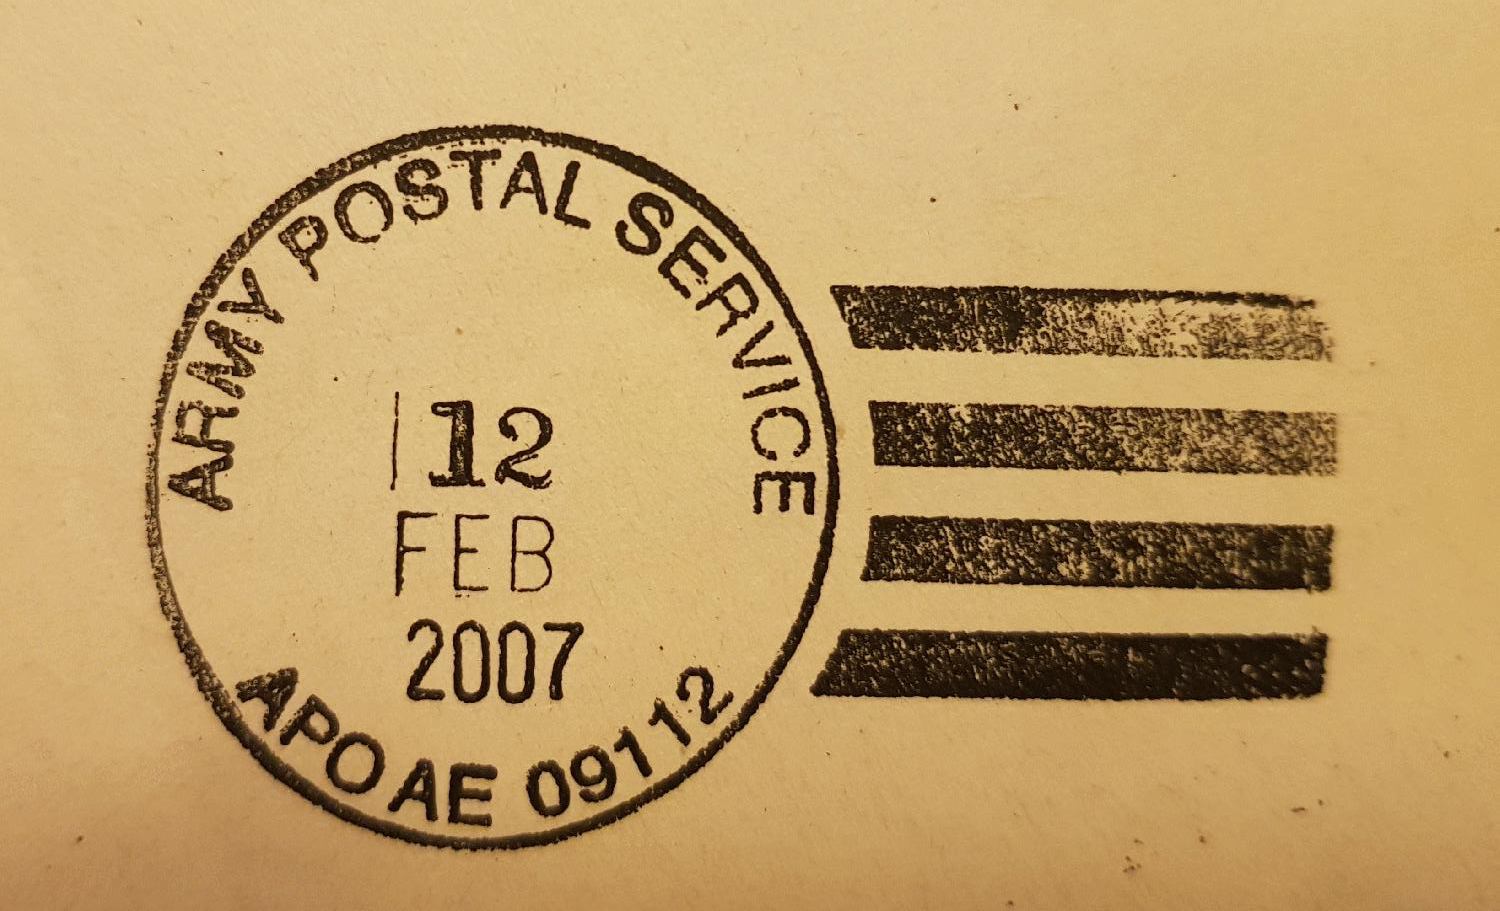 ARMY POSTAL SERVICE
12
FEB
2007
APO AE 09112